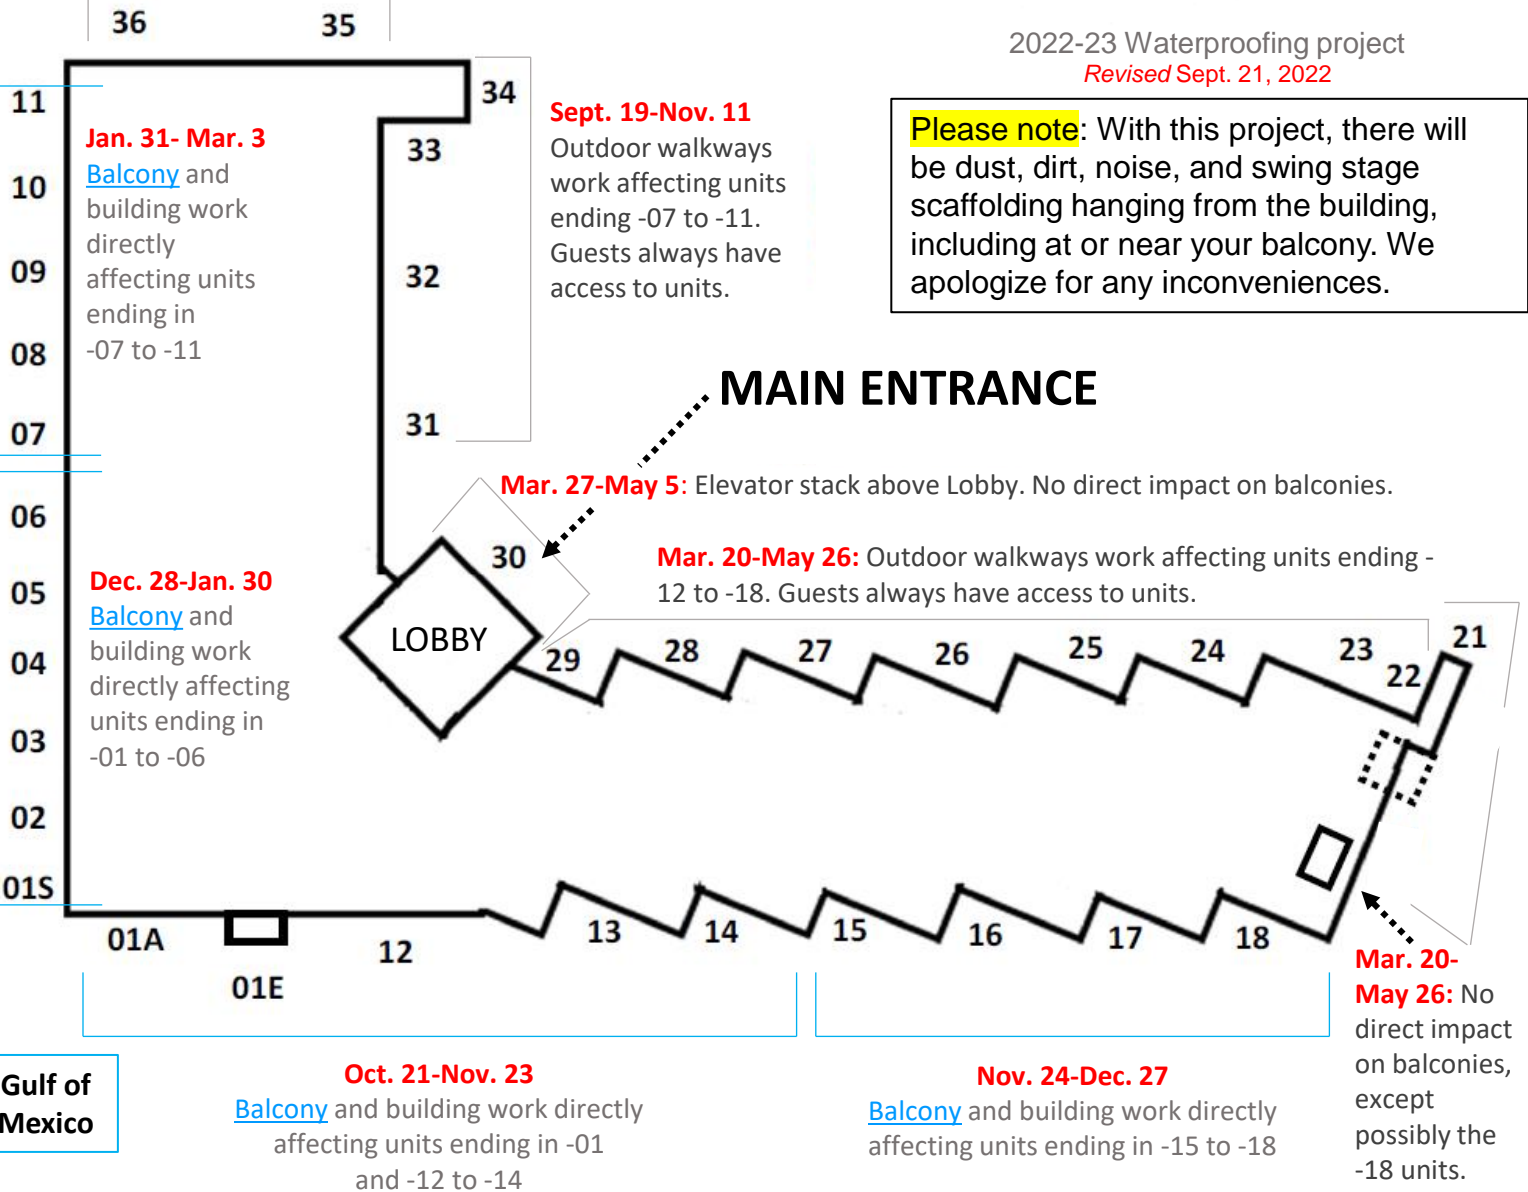 36
35
2022-23 Waterproofing project
Revised Sept. 21, 2022
34
11
Sept. 19-Nov. 11
Outdoor walkways
work affecting units
ending -07 to -11.
Guests always have
access to units.
Please note: With this project, there will
be dust, dirt, noise, and swing stage
scaffolding hanging from the building,
including at or near your balcony. We
apologize for any inconveniences.
Jan. 31- Mar. 3
Balcony and
building work
directly
affecting units
ending in
-07 to -11
33
10
09
32
08
MAIN ENTRANCE
07
31
Mar. 27-May 5: Elevator stack above Lobby. No direct impact on balconies.
06
30
Mar. 20-May 26: Outdoor walkways work affecting units ending -
12 to -18. Guests always have access to units.
05
Dec. 28-Jan. 30
Balcony and
building work
directly affecting
units ending in
-01 to -06
LOBBY
04
29
28
27
26
25
24
23
22
21
03
02
01S
01A
01E
12
13
14
15
16
17
18
Mar. 20-
May 26: No
direct impact
on balconies,
except
possibly the
-18 units.
Gulf of
Mexico
Oct. 21-Nov. 23
Balcony and building work directly
affecting units ending in -01
and -12 to -14
Nov. 24-Dec. 27
Balcony and building work directly
affecting units ending in -15 to -18